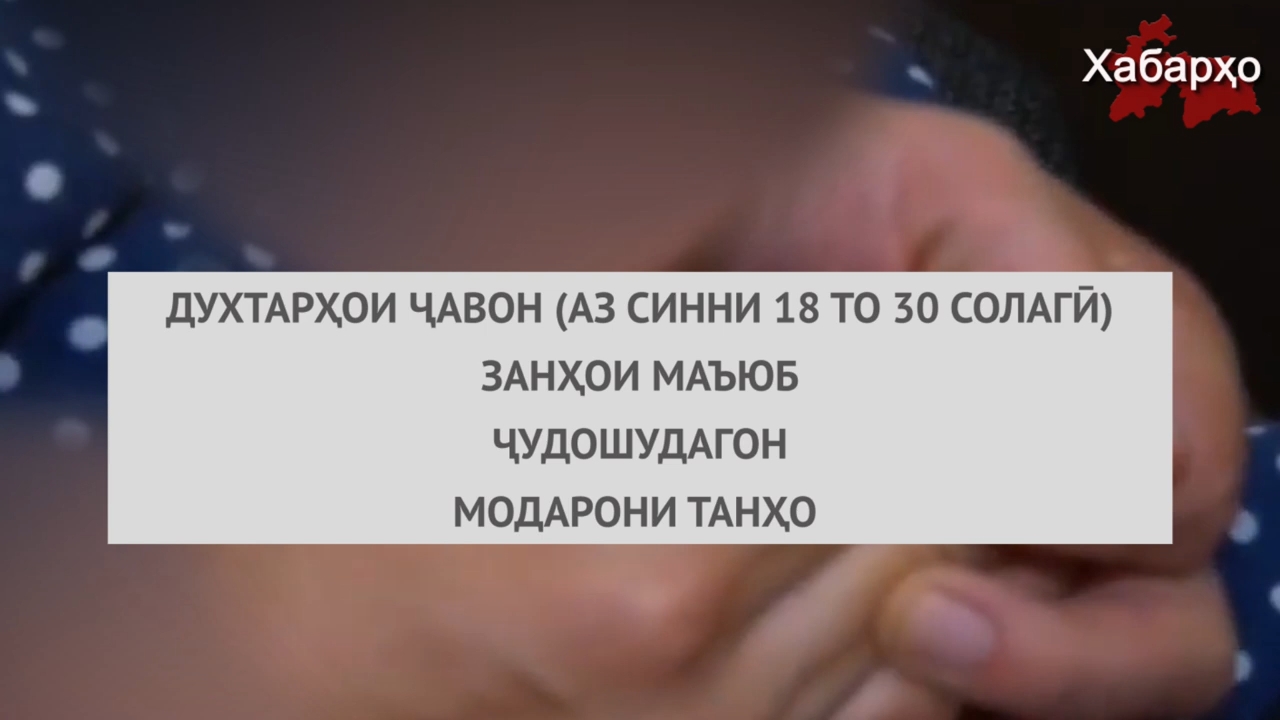 Хабарҳо
ДУХТАРҲОИ ҶАВОН (АЗ СИННИ 18 ТО 30 СОЛАГӢ)
ЗАНҲОИ МАЪЮБ
ҶУДОШУДАГОН
МОДАРОНИ ТАНҲО